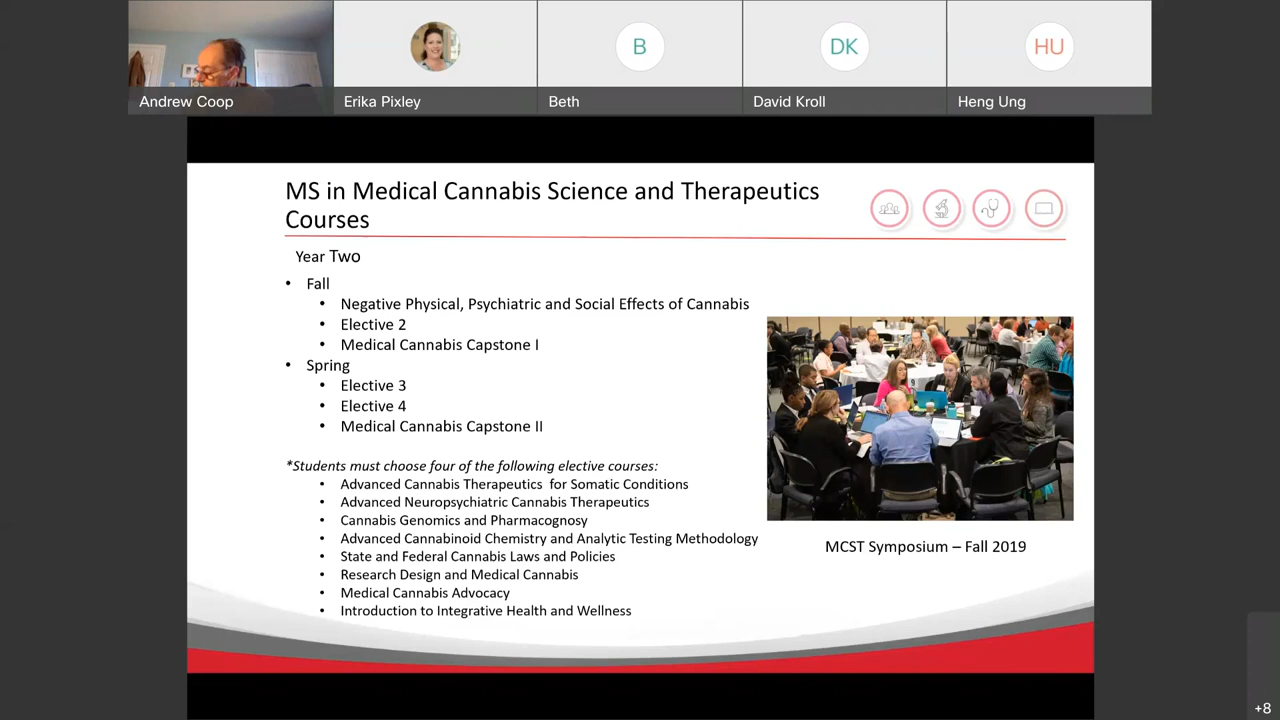 B
DK
HU
Andrew Coop
Erika Pixley
Beth
David Kroll
Heng Ung
MS in Medical Cannabis Science and Therapeutics
Courses
Year Two
• Fall
• Negative Physical, Psychiatric and Social Effects of Cannabis
• Elective 2
• Medical Cannabis Capstone I
• Spring
• Elective 3
• Elective 4
• Medical Cannabis Capstone II
*Students must choose four of the following elective courses:
• Advanced Cannabis Therapeutics for Somatic Conditions
• Advanced Neuropsychiatric Cannabis Therapeutics
• Cannabis Genomics and Pharmacognosy
• Advanced Cannabinoid Chemistry and Analytic Testing Methodology
• State and Federal Cannabis Laws and Policies
• Research Design and Medical Cannabis
• Medical Cannabis Advocacy
• Introduction to Integrative Health and Wellness
MCST Symposium – Fall 2019
+8